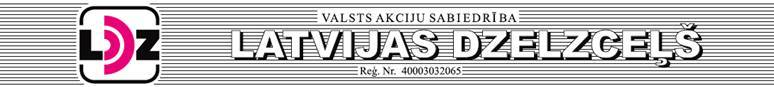 LDZ
VALSTS AKCIJU SABIEDRĪBA
LATVIJAS DZELZCEĻŠ
Reģ. Nr. 40003032065